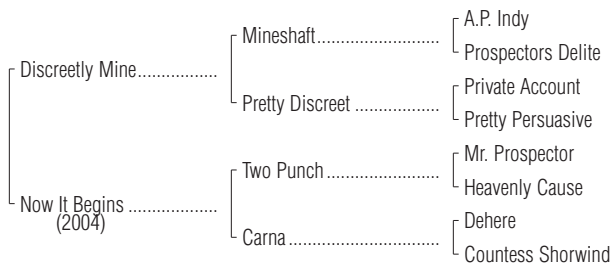 A.P. Indy
Mineshaft..........................
Prospectors Delite
Discreetly Mine.................
Private Account
Pretty Discreet ..................
Pretty Persuasive
Mr. Prospector
Two Punch ........................
Heavenly Cause
Now It Begins ...................
(2004)
Dehere
Carna................................
Countess Shorwind